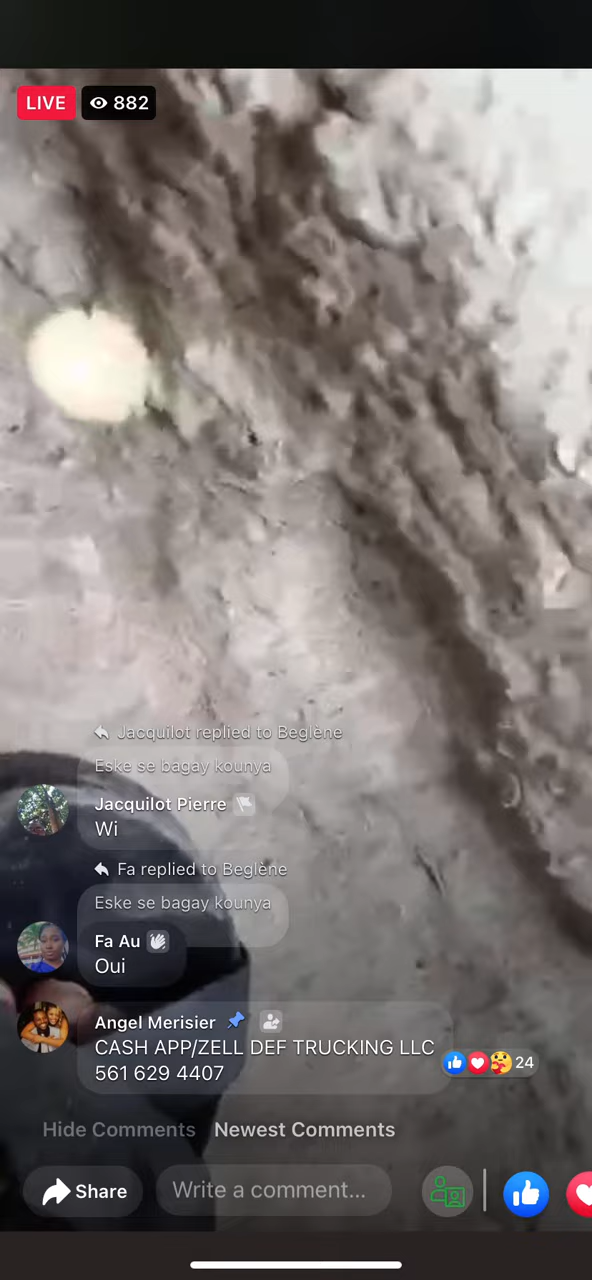 LIVE 882
Jacquilot replied to Beglène
Eske se bagay kounya
Jacquilot Pierre
Wi
Fa replied to Beglène
Eske se bagay kounya
Fa Au
Oui
Angel Merisier
CASH APP/ZELL DEF TRUCKING LLC
561 629 4407
24
Hide Comments Newest Comments
Share Write a comment...